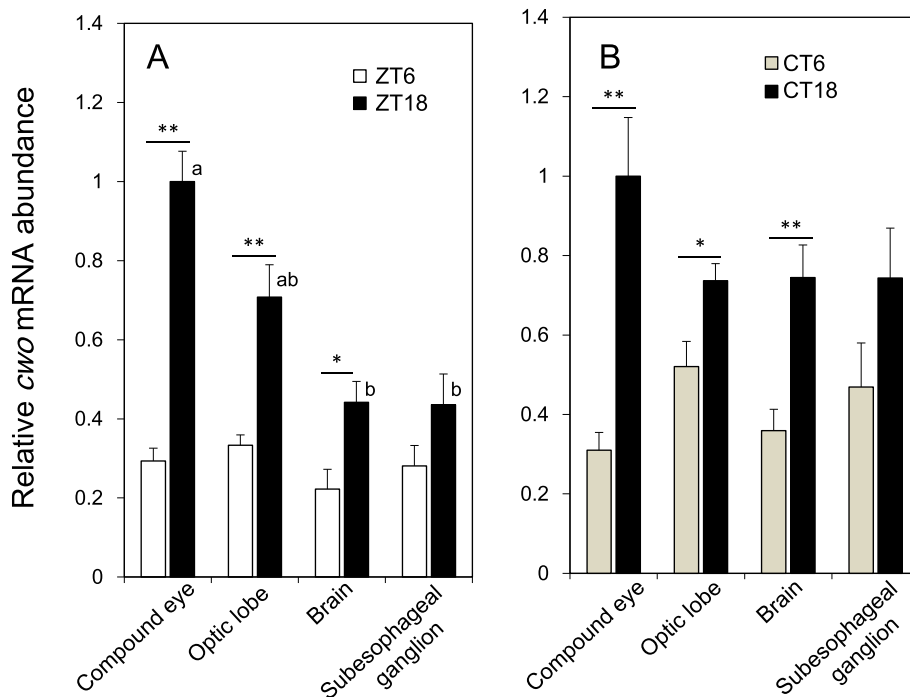 Relative cwo mRNA abundance
A
1.4
1.2
1
0.8
0.6
0.4
0.2
0
ZT6
ZT18
**
a
**
ab
*
b
b
Compound eye
Optic lobe
Brain
Subesophageal
ganglion
B
1.4
1.2
1
0.8
0.6
0.4
0.2
0
CT6
CT18
**
*
**
Compound eye
Optic lobe
Brain
Subesophageal
ganglion